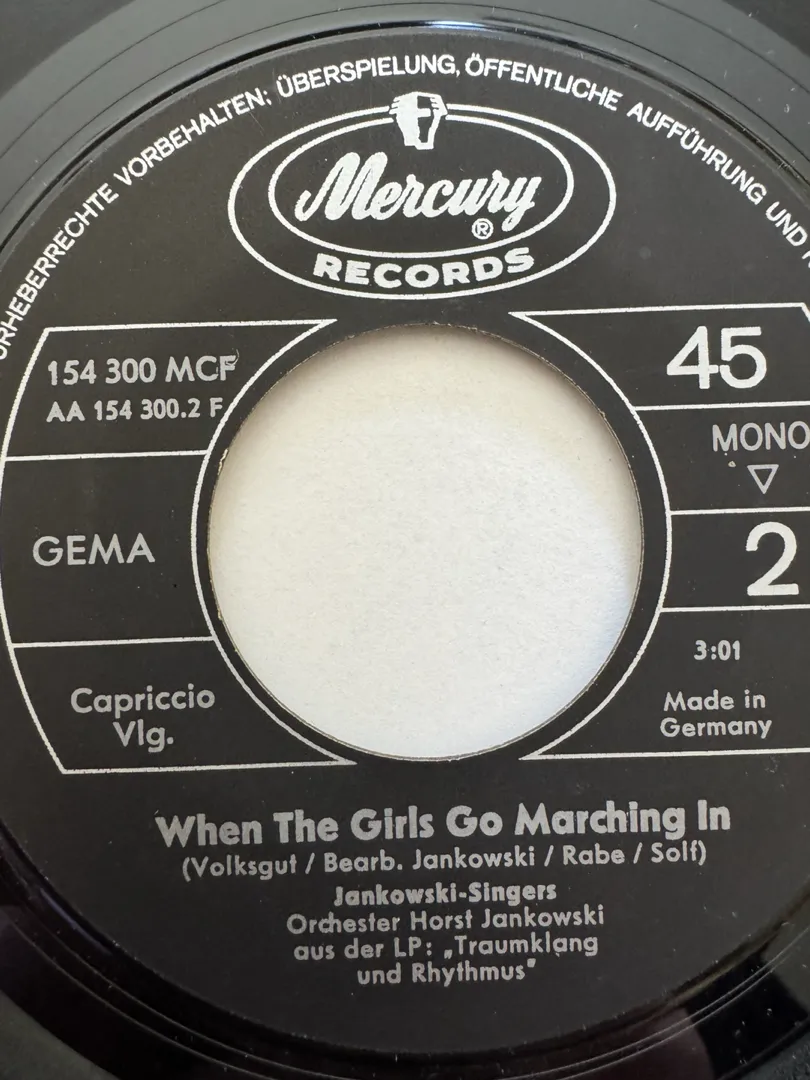 URHEBERRECHTE VORBEHALTEN; ÜBERSPIELUNG, ÖFFENTLICHE AUFFÜHRUNG UND
Mercury
®
RECORDS
154 300 MCF
AA 154 300.2 F
GEMA
Capriccio
Vlg.
45
MONO
▽
2
3:01
Made in
Germany
When The Girls Go Marching In
(Volksgut / Bearb. Jankowski / Rabe / Solf)
Jankowski-Singers
Orchester Horst Jankowski
aus der LP: „Traumklang
und Rhythmus"